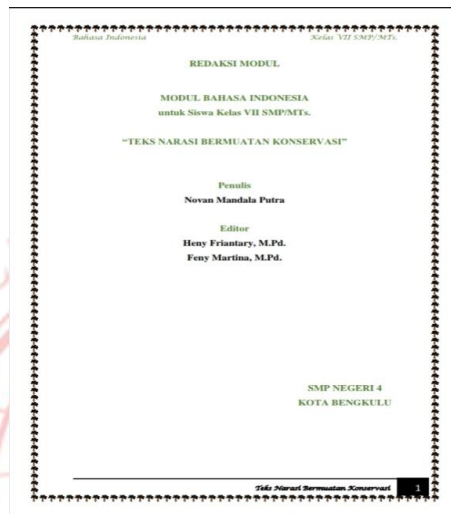 Bahasa Indonesia
Kelas VII SMP/MTs.
REDAKSI MODUL
MODUL BAHASA INDONESIA
untuk Siswa Kelas VII SMP/MTs.
“TEKS NARASI BERMUATAN KONSERVASI”
Penulis
Novan Mandala Putra
Editor
Heny Friantary, M.Pd.
Feny Martina, M.Pd.
SMP NEGERI 4
KOTA BENGKULU
Teks Narasi Bermuatan Konservasi 1